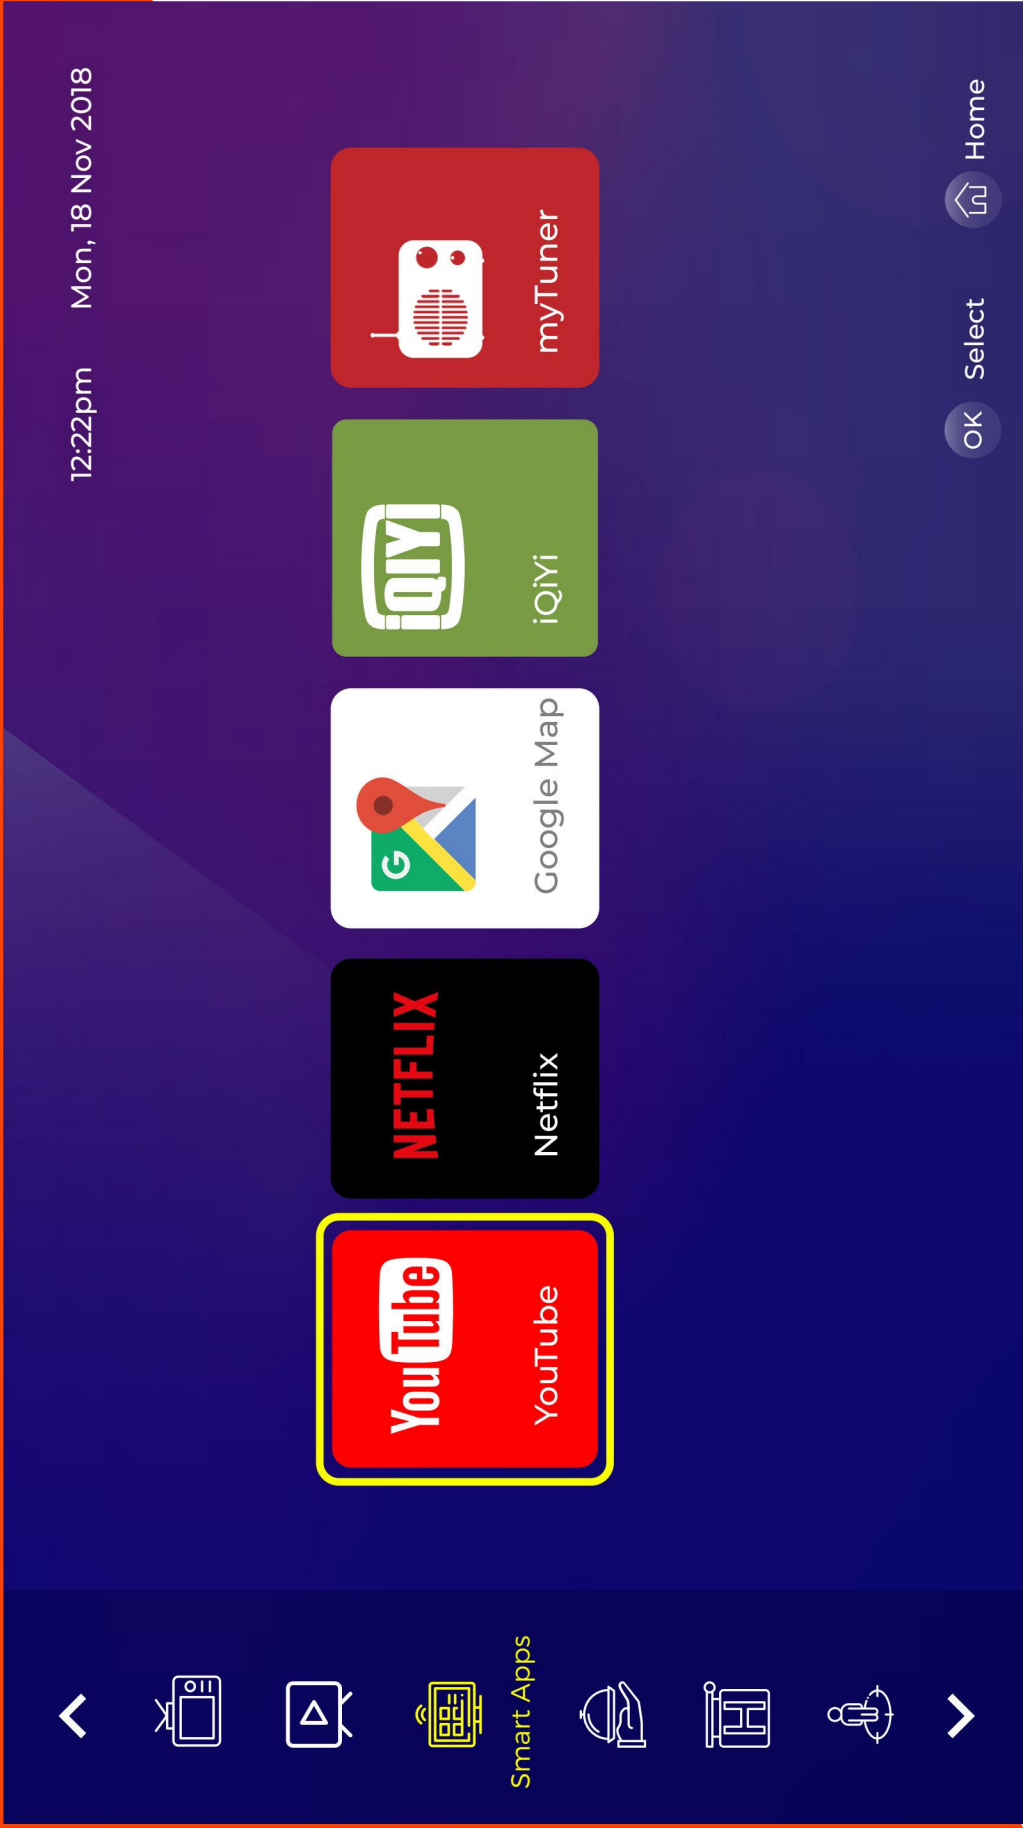 12:22pm Mon, 18 Nov 2018
YouTube
NETFLIX
G
iQIYI
YouTube
Netflix
Google Map
iQiYi
myTuner
Smart Apps
OK Select Home